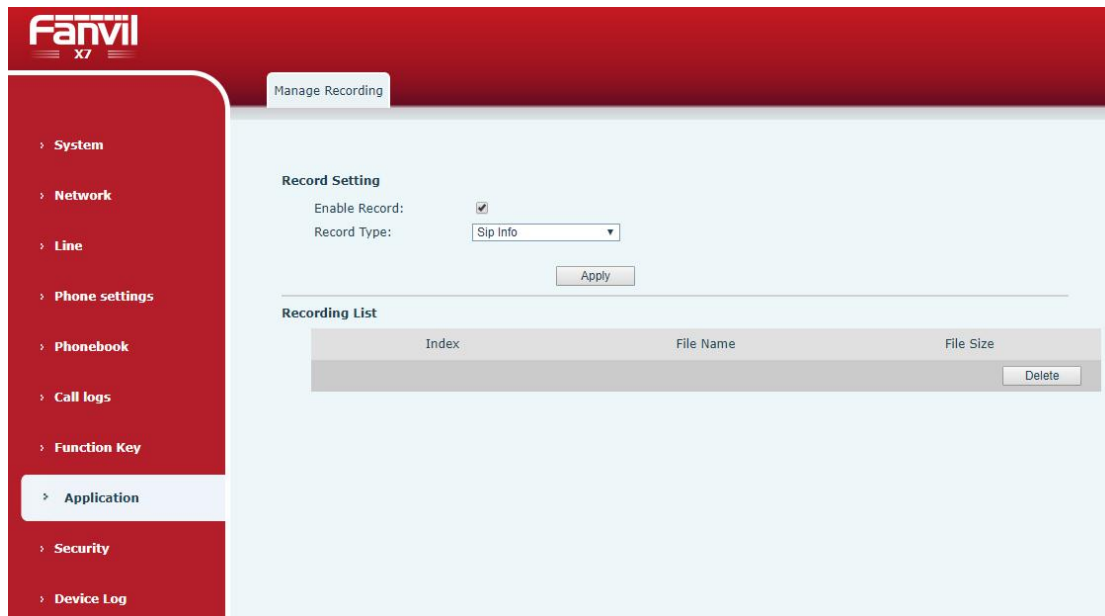 Fanvil
X7
Manage Recording
› System
› Network
› Line
› Phone settings
› Phonebook
› Call logs
› Function Key
› Application
› Security
› Device Log
Record Setting
Enable Record:
Record Type: Sip Info
Apply
Recording List
Index File Name File Size
Delete